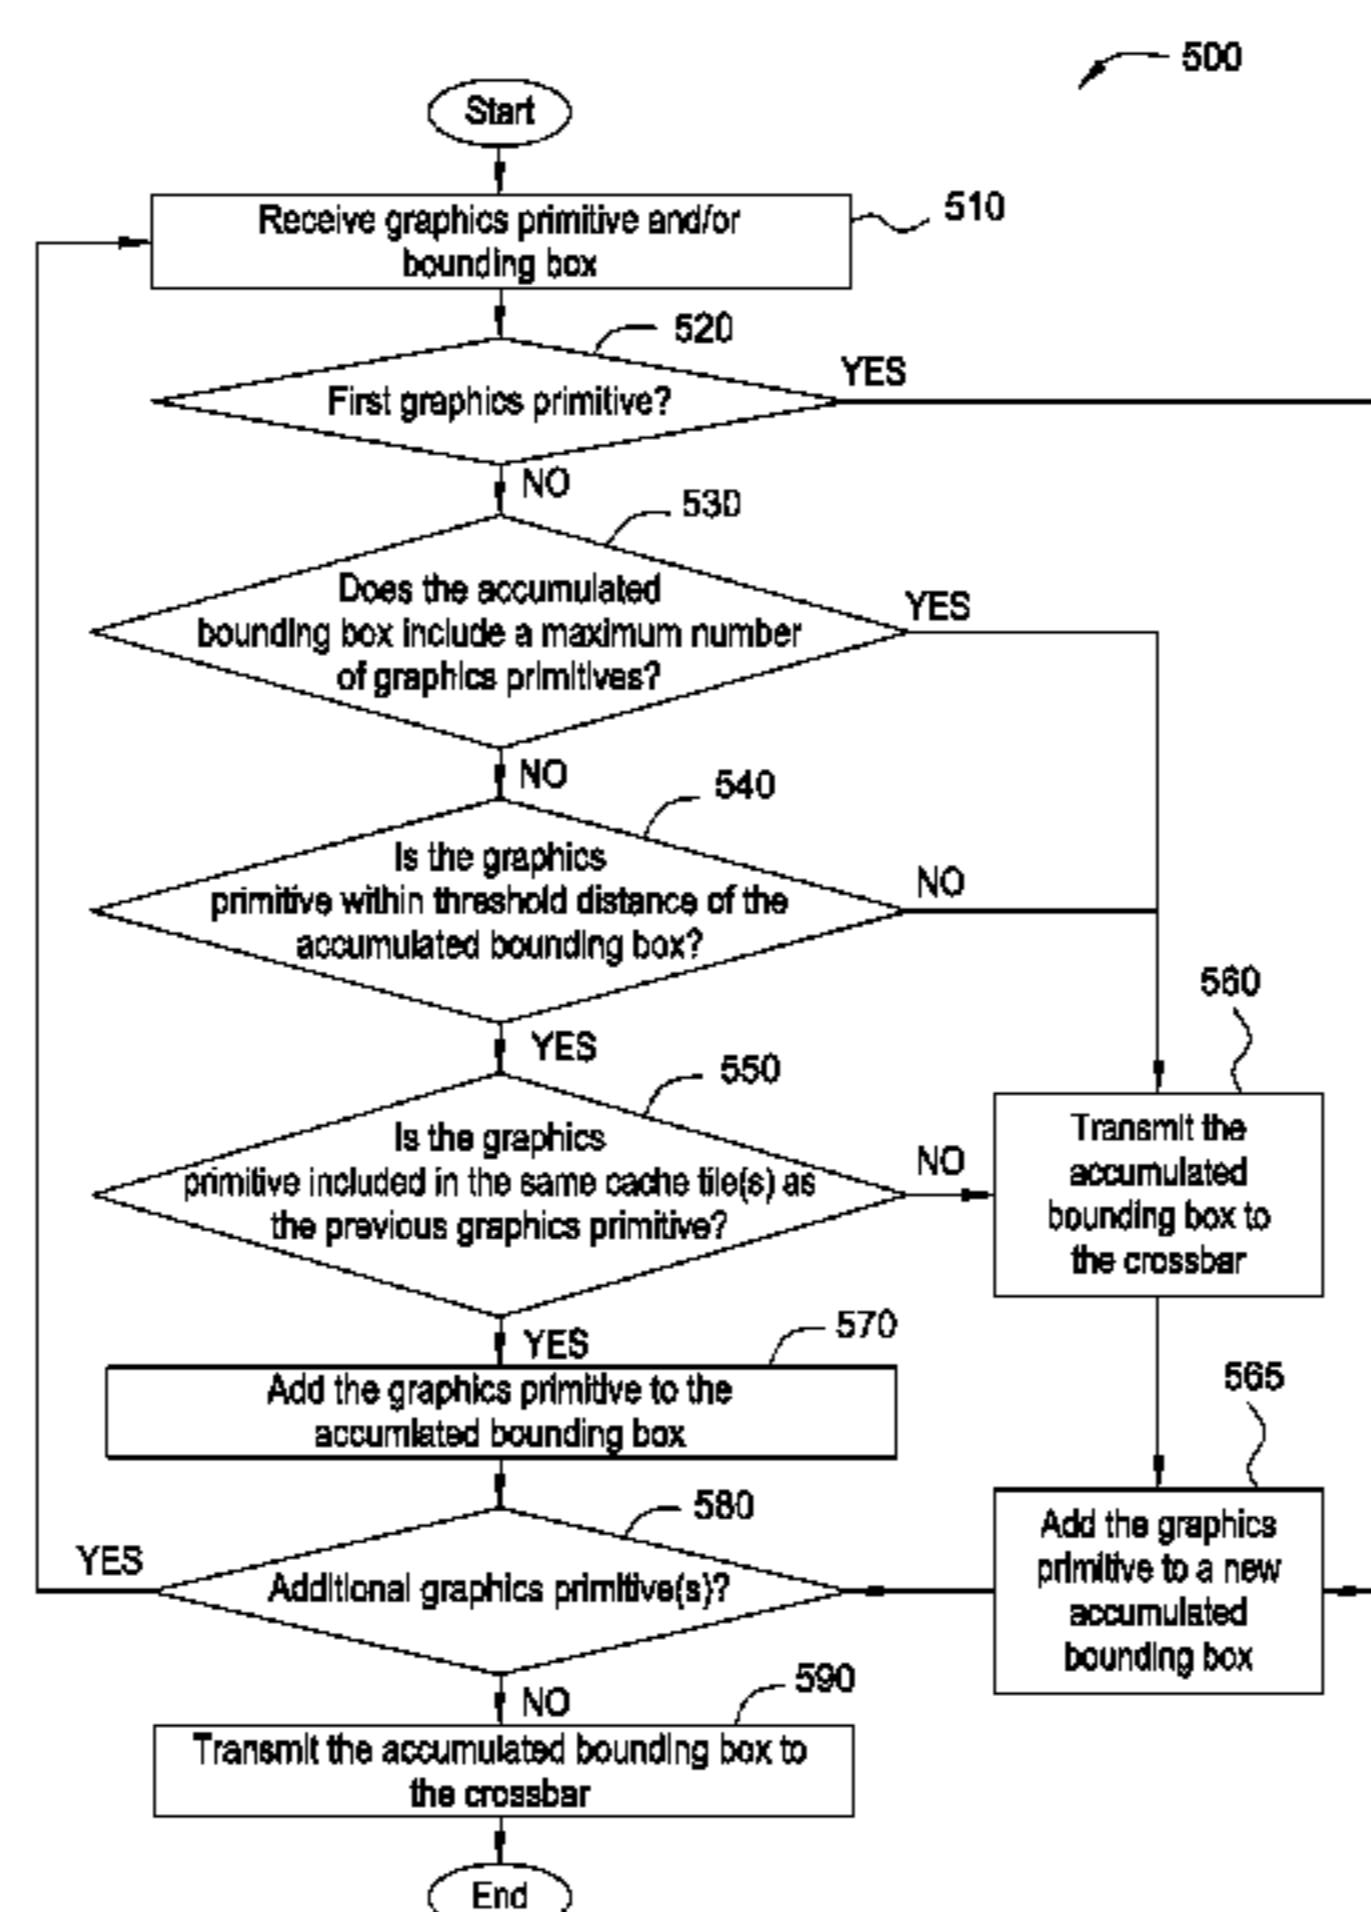 500
Start
Receive graphics primitive and/or
bounding box
510
520
First graphics primitive?
YES
NO
530
Does the accumulated
bounding box include a maximum number
of graphics primitives?
YES
NO
540
Is the graphics
primitive within threshold distance of the
accumulated bounding box?
NO
YES
550
Is the graphics
primitive included in the same cache tile(s) as
the previous graphics primitive?
NO
560
Transmit the
accumulated
bounding box to
the crossbar
YES
570
Add the graphics primitive to the
accumlated bounding box
565
Add the graphics
primitive to a new
accumulated
bounding box
580
Additional graphics primitive(s)?
YES
NO
590
Transmit the accumulated bounding box to
the crossbar
End